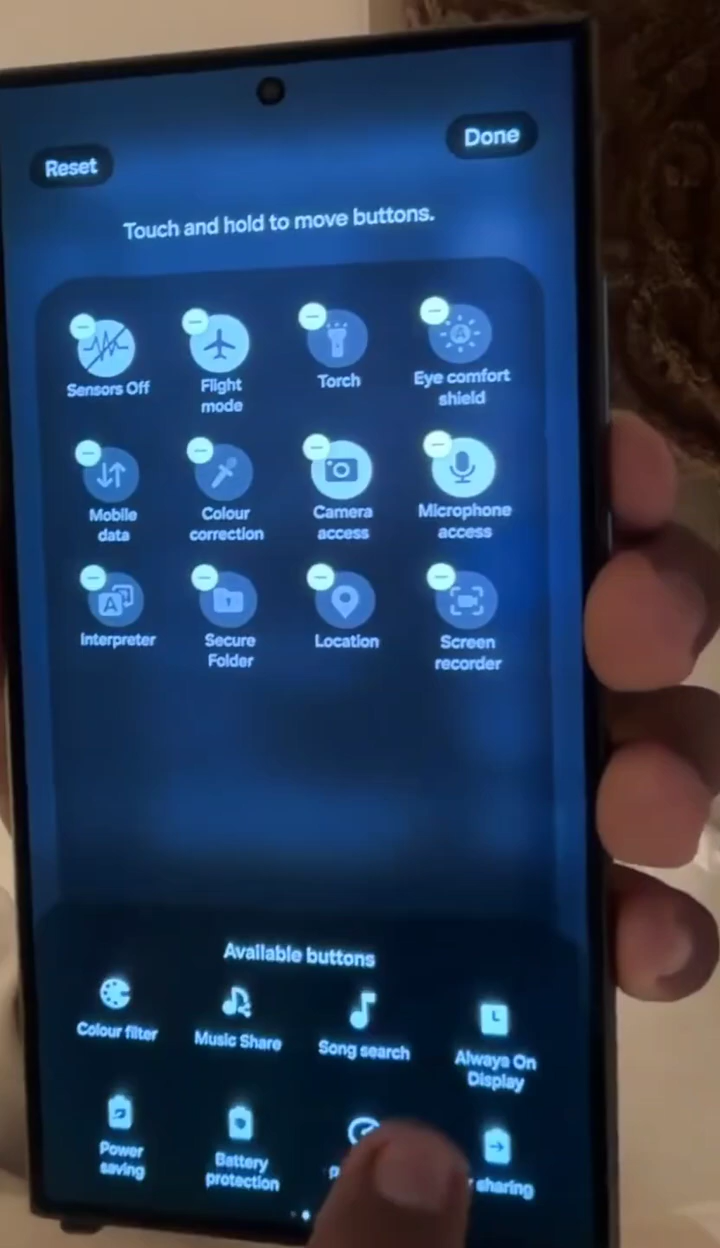 Done
Reset
Touch and hold to move buttons.
Sensors Off
Flight
mode
Torch
Eye comfort
shield
Mobile
data
Colour
correction
Camera
access
Microphone
access
Interpreter
Secure
Folder
Location
Screen
recorder
Available buttons
Colour filter
Music Share
Song search
Always On
Display
Power
saving
Battery
protection
sharing